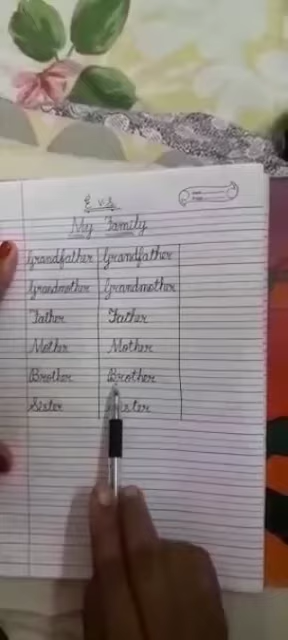 E.V.S.
My Family
Grandfather Grandfather
Grandmother Grandmother
Father Father
Mother Mother
Brother Brother
Sister Sister